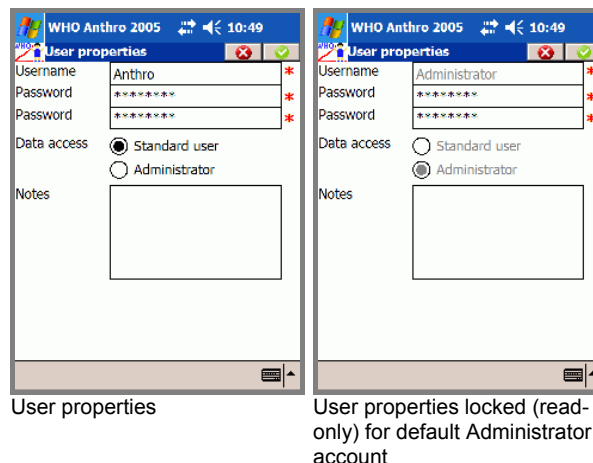 WHO Anthro 2005 10:49
User properties
Username Anthro *
Password ******** *
Password ******** *
Data access Standard user
Administrator
Notes
User properties
WHO Anthro 2005 10:49
User properties
Username Administrator *
Password ******** *
Password ******** *
Data access Standard user
Administrator
Notes
User properties locked (read-
only) for default Administrator
account